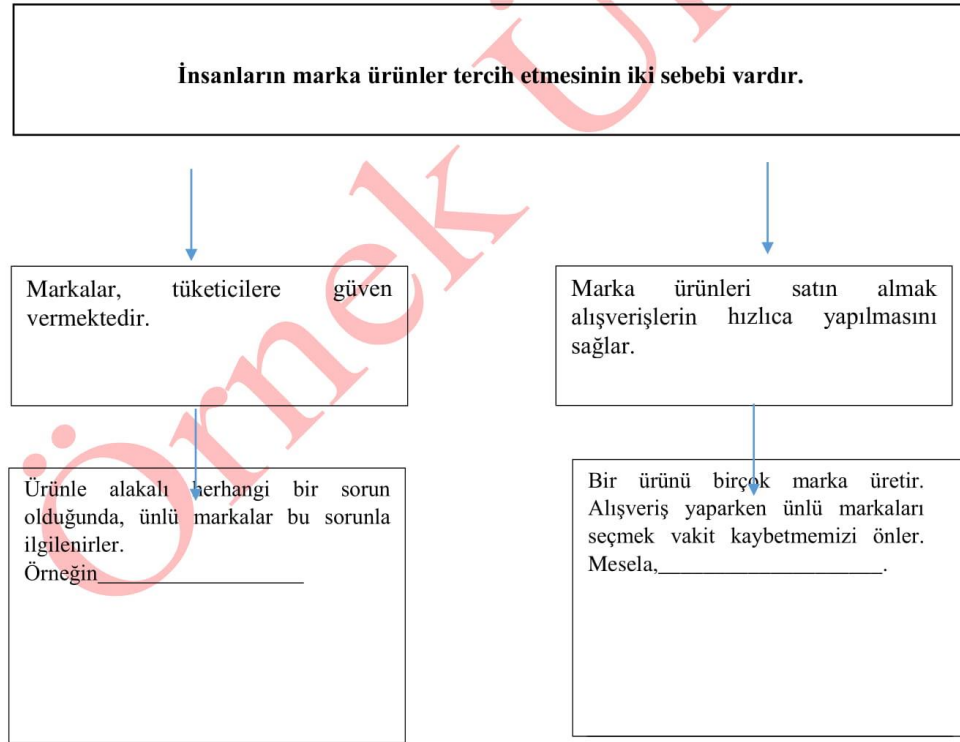 İnsanların marka ürünler tercih etmesinin iki sebebi vardır.
Markalar, tüketicilere güven
vermektedir.
Marka ürünleri satın almak
alışverişlerin hızlıca yapılmasını
sağlar.
Ürünle alakalı herhangi bir sorun
olduğunda, ünlü markalar bu sorunla
ilgilenirler.
Örneğin____________________
Bir ürünü birçok marka üretir.
Alışveriş yaparken ünlü markaları
seçmek vakit kaybetmemizi önler.
Mesela,____________________.
Örnek